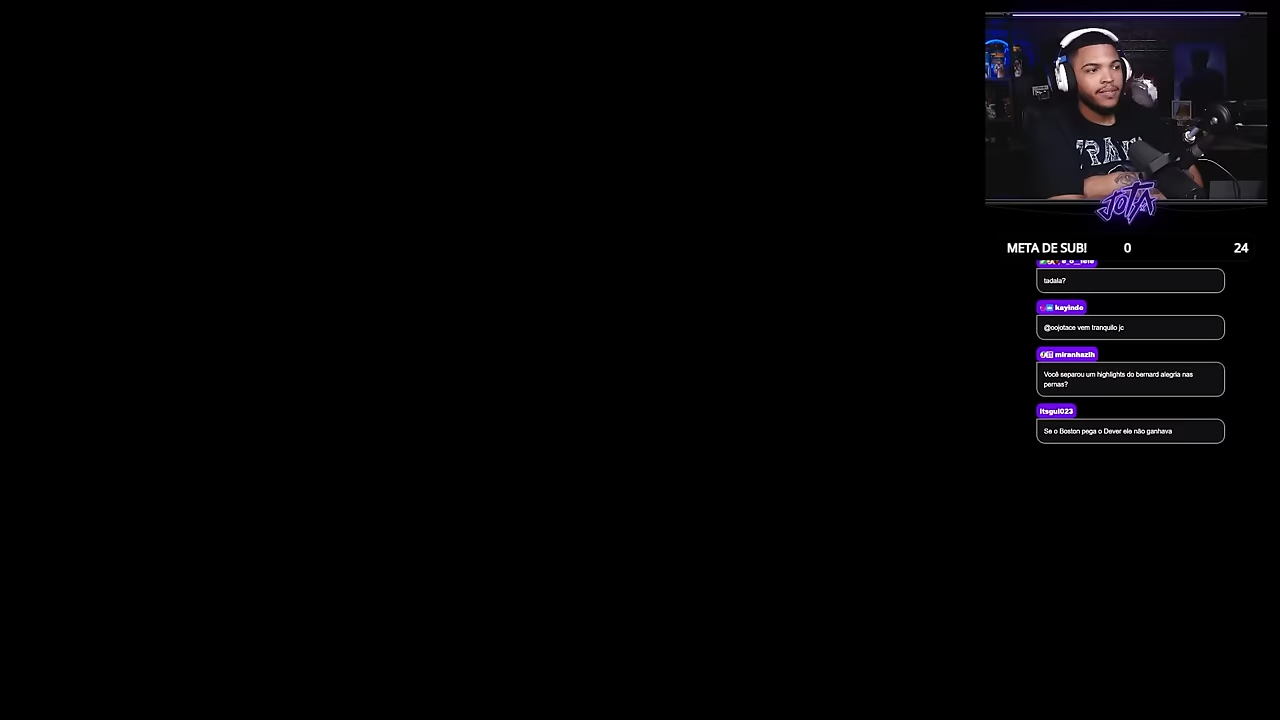 TRAP
JOTA
META DE SUB! 0 24
tadala?
kayinde
@oojotace vem tranquilo jc
miranhazih
Você separou um highlights do bernard alegria nas
pernas?
Itsgui023
Se o Boston pega o Dever ele não ganhava